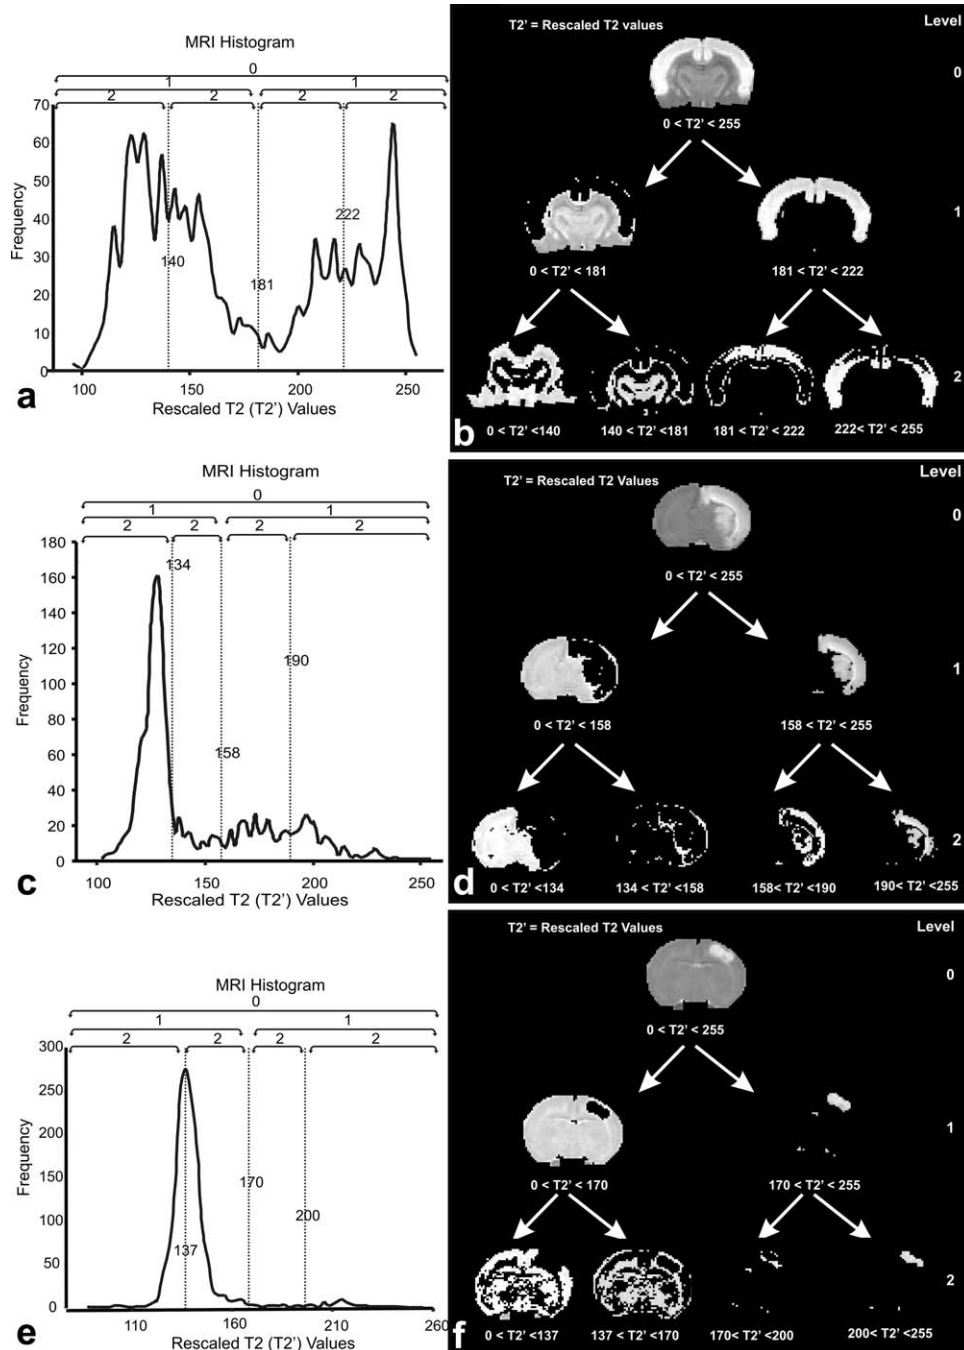 MRI Histogram
0
1 1
2 2 2 2
70
60
50
40
30
20
10
0
Frequency
140
181
222
100 150 200 250
Rescaled T2 (T2') Values
a
T2' = Rescaled T2 values
Level
0
0 < T2' < 255
1
0 < T2' < 181
181 < T2' < 222
2
0 < T2' <140
140 < T2' <181
181 < T2' < 222
222< T2' < 255
b
MRI Histogram
0
1 1
2 2 2 2
180
160
140
120
100
80
60
40
20
0
Frequency
134
158
190
100 150 200 250
Rescaled T2 (T2') Values
c
T2' = Rescaled T2 Values
Level
0
0 < T2' < 255
1
0 < T2' < 158
158 < T2' < 255
2
0 < T2' <134
134 < T2' <158
158< T2' <190
190< T2' <255
d
MRI Histogram
0
1 1
2 2 2 2
300
250
200
150
100
50
0
Frequency
137
170
200
110 160 210 260
Rescaled T2 (T2') Values
e
T2' = Rescaled T2 Values
Level
0
0 < T2' < 255
1
0 < T2' < 170
170 < T2' < 255
2
0 < T2' <137
137 < T2' <170
170< T2' <200
200< T2' <255
f